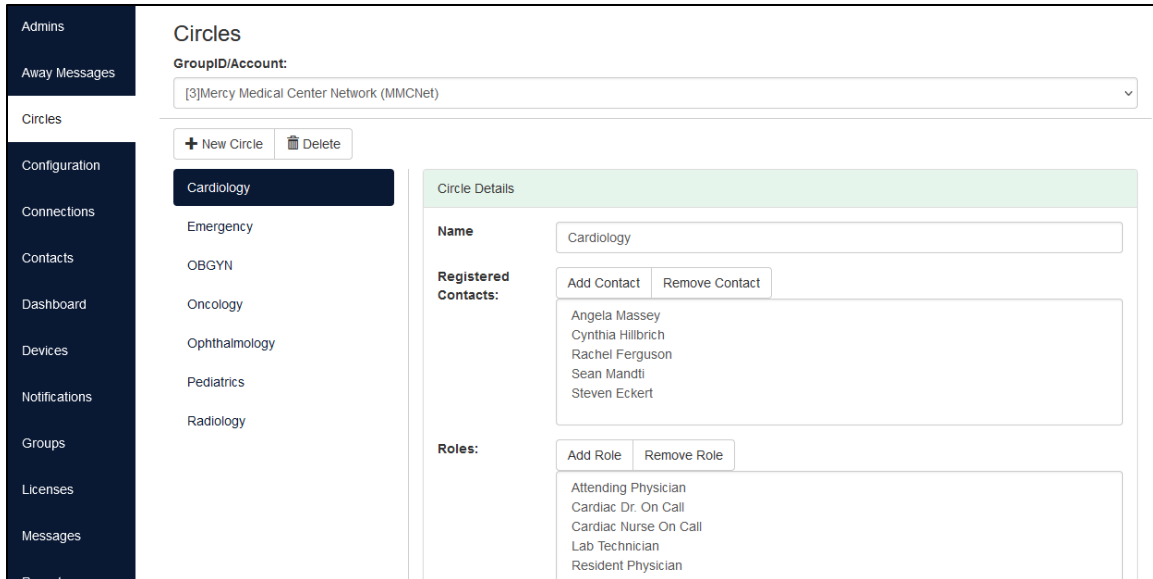 Admins
Away Messages
Circles
Configuration
Connections
Contacts
Dashboard
Devices
Notifications
Groups
Licenses
Messages
Circles
GroupID/Account:
[3]Mercy Medical Center Network (MMCNet)
New Circle
Delete
Cardiology
Emergency
OBGYN
Oncology
Ophthalmology
Pediatrics
Radiology
Circle Details
Name
Cardiology
Registered
Contacts:
Add Contact
Remove Contact
Angela Massey
Cynthia Hillbrich
Rachel Ferguson
Sean Mandti
Steven Eckert
Roles:
Add Role
Remove Role
Attending Physician
Cardiac Dr. On Call
Cardiac Nurse On Call
Lab Technician
Resident Physician